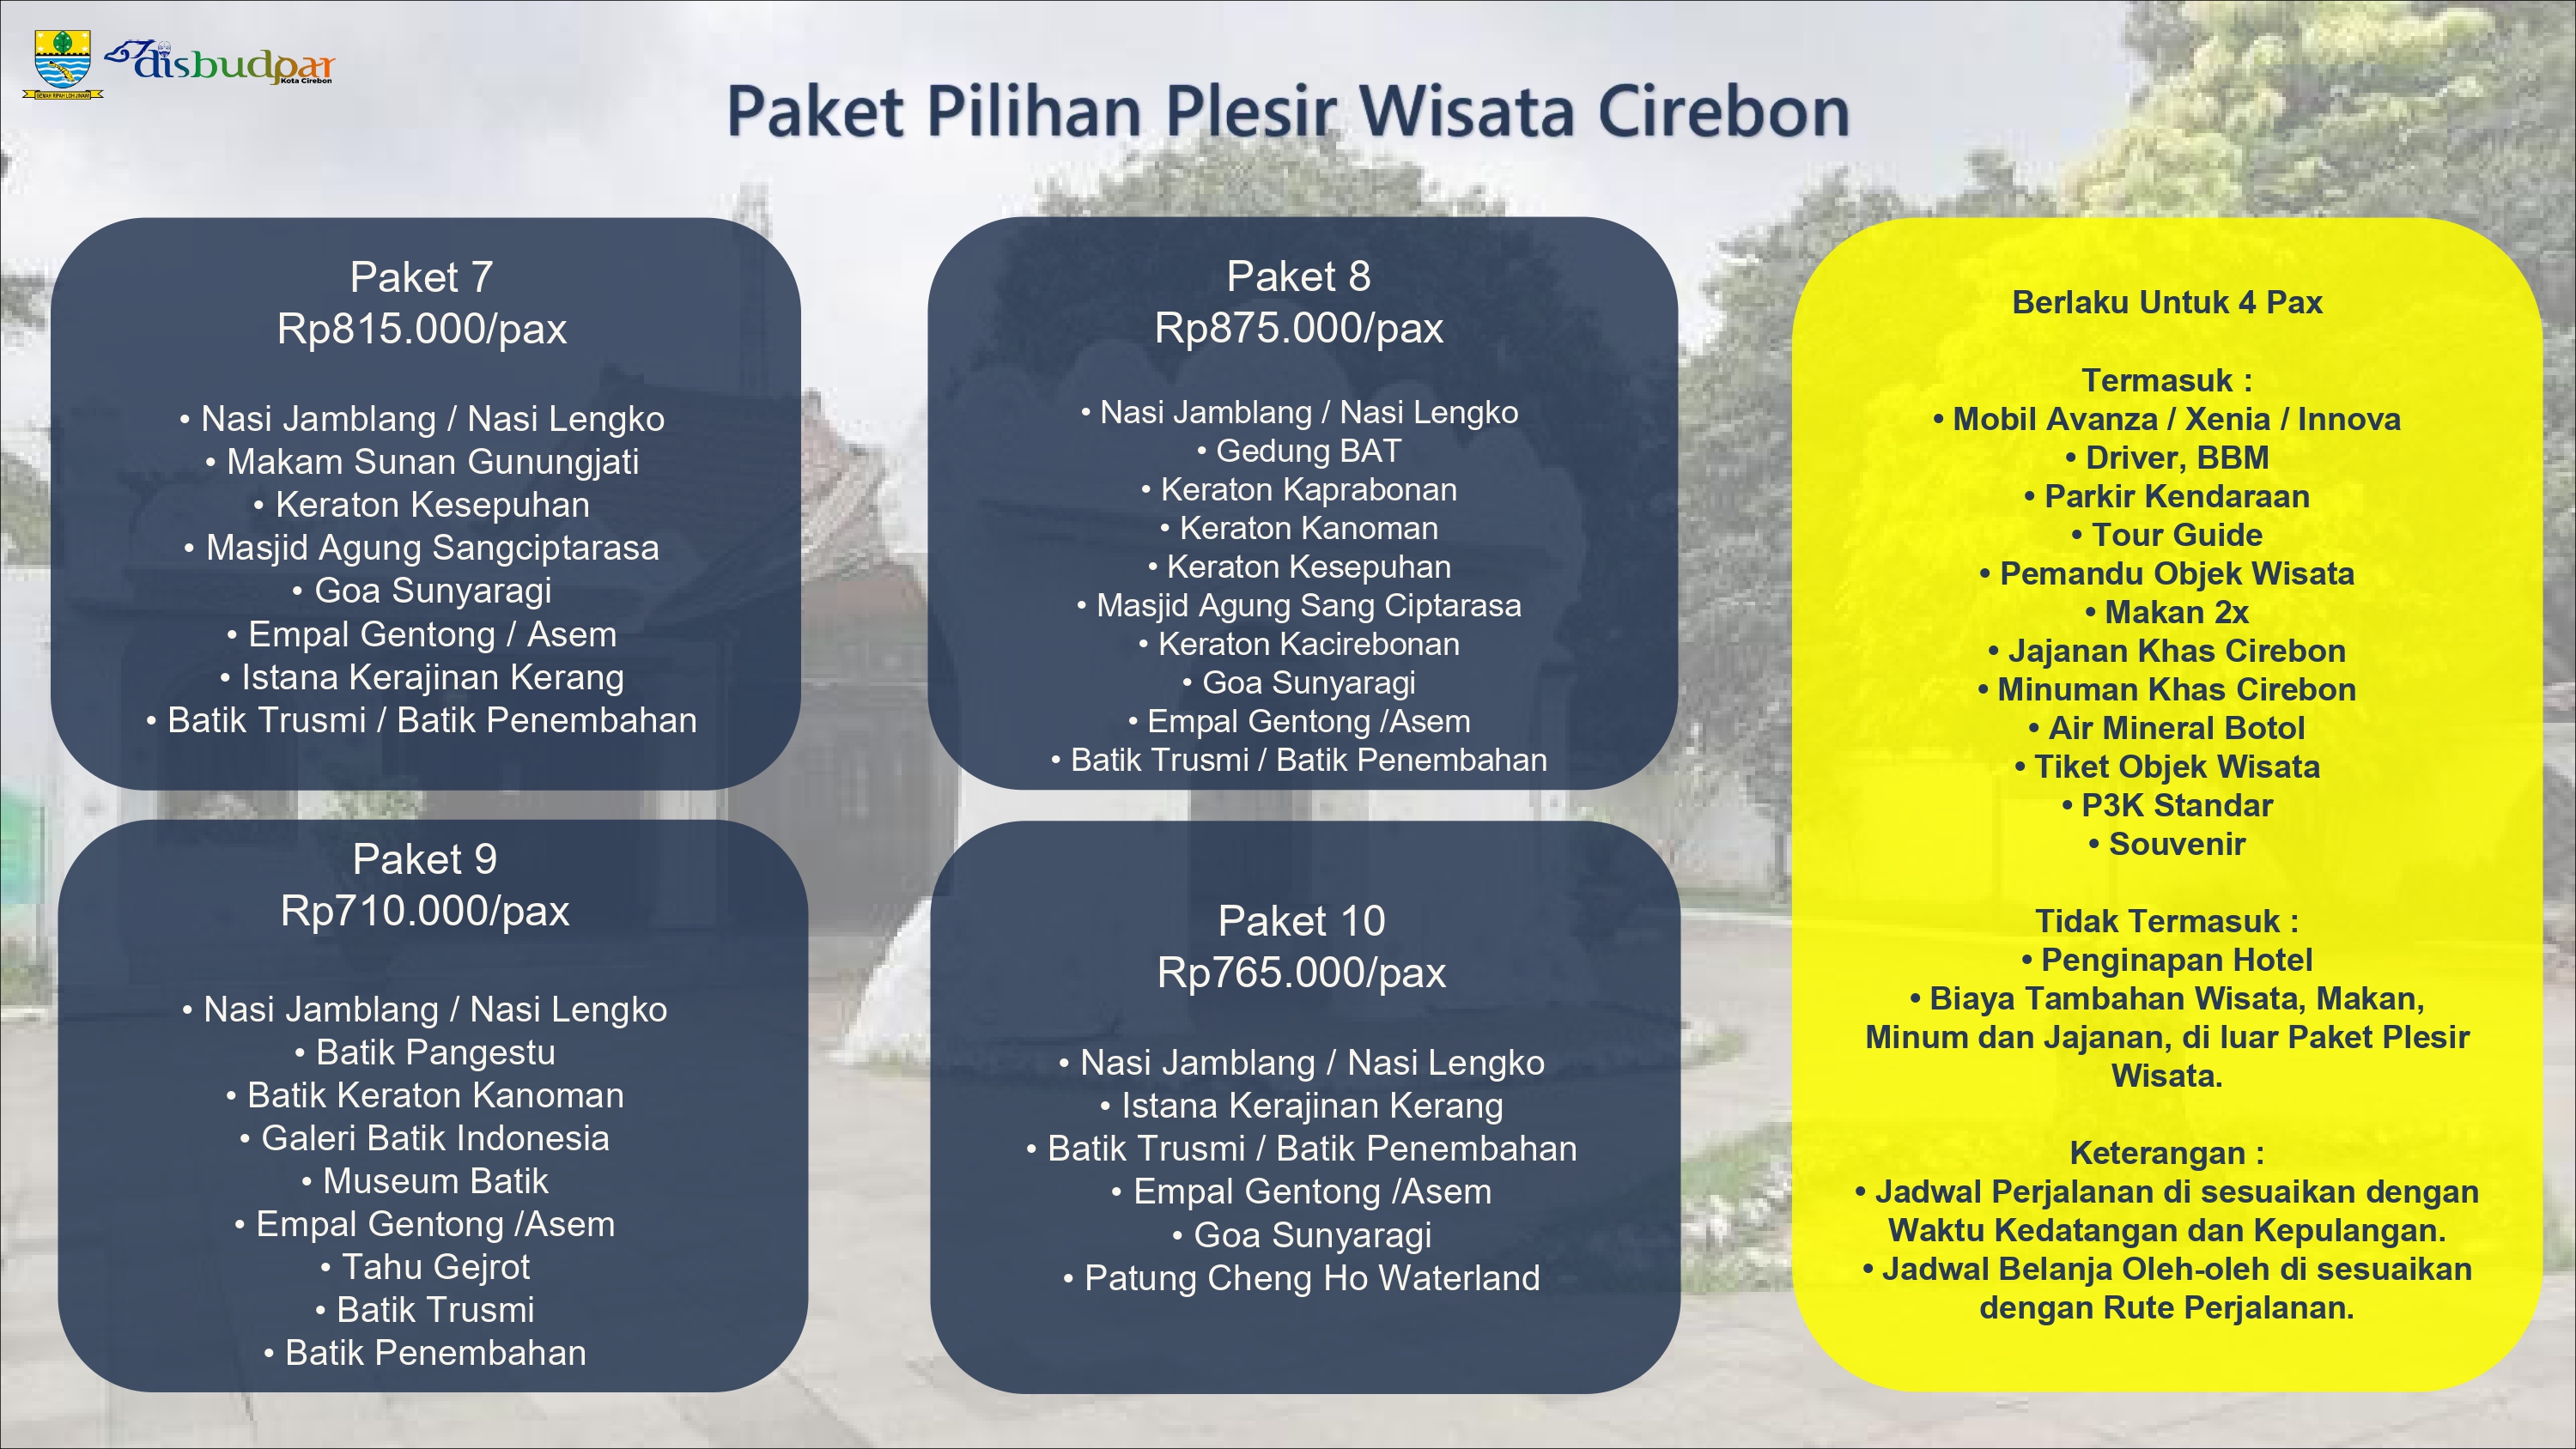 disbudpar
Kota Cirebon
Paket Pilihan Plesir Wisata Cirebon
Paket 7
Rp815.000/pax
• Nasi Jamblang / Nasi Lengko
• Makam Sunan Gunungjati
• Keraton Kesepuhan
• Masjid Agung Sangciptarasa
• Goa Sunyaragi
• Empal Gentong / Asem
• Istana Kerajinan Kerang
• Batik Trusmi / Batik Penembahan
Paket 8
Rp875.000/pax
• Nasi Jamblang / Nasi Lengko
• Gedung BAT
• Keraton Kaprabonan
• Keraton Kanoman
• Keraton Kesepuhan
• Masjid Agung Sang Ciptarasa
• Keraton Kacirebonan
• Goa Sunyaragi
• Empal Gentong /Asem
• Batik Trusmi / Batik Penembahan
Paket 9
Rp710.000/pax
• Nasi Jamblang / Nasi Lengko
• Batik Pangestu
• Batik Keraton Kanoman
• Galeri Batik Indonesia
• Museum Batik
• Empal Gentong /Asem
• Tahu Gejrot
• Batik Trusmi
• Batik Penembahan
Paket 10
Rp765.000/pax
• Nasi Jamblang / Nasi Lengko
• Istana Kerajinan Kerang
• Batik Trusmi / Batik Penembahan
• Empal Gentong /Asem
• Goa Sunyaragi
• Patung Cheng Ho Waterland
Berlaku Untuk 4 Pax
Termasuk :
• Mobil Avanza / Xenia / Innova
• Driver, BBM
• Parkir Kendaraan
• Tour Guide
• Pemandu Objek Wisata
• Makan 2x
• Jajanan Khas Cirebon
• Minuman Khas Cirebon
• Air Mineral Botol
• Tiket Objek Wisata
• P3K Standar
• Souvenir
Tidak Termasuk :
• Penginapan Hotel
• Biaya Tambahan Wisata, Makan,
Minum dan Jajanan, di luar Paket Plesir
Wisata.
Keterangan :
• Jadwal Perjalanan di sesuaikan dengan
Waktu Kedatangan dan Kepulangan.
• Jadwal Belanja Oleh-oleh di sesuaikan
dengan Rute Perjalanan.